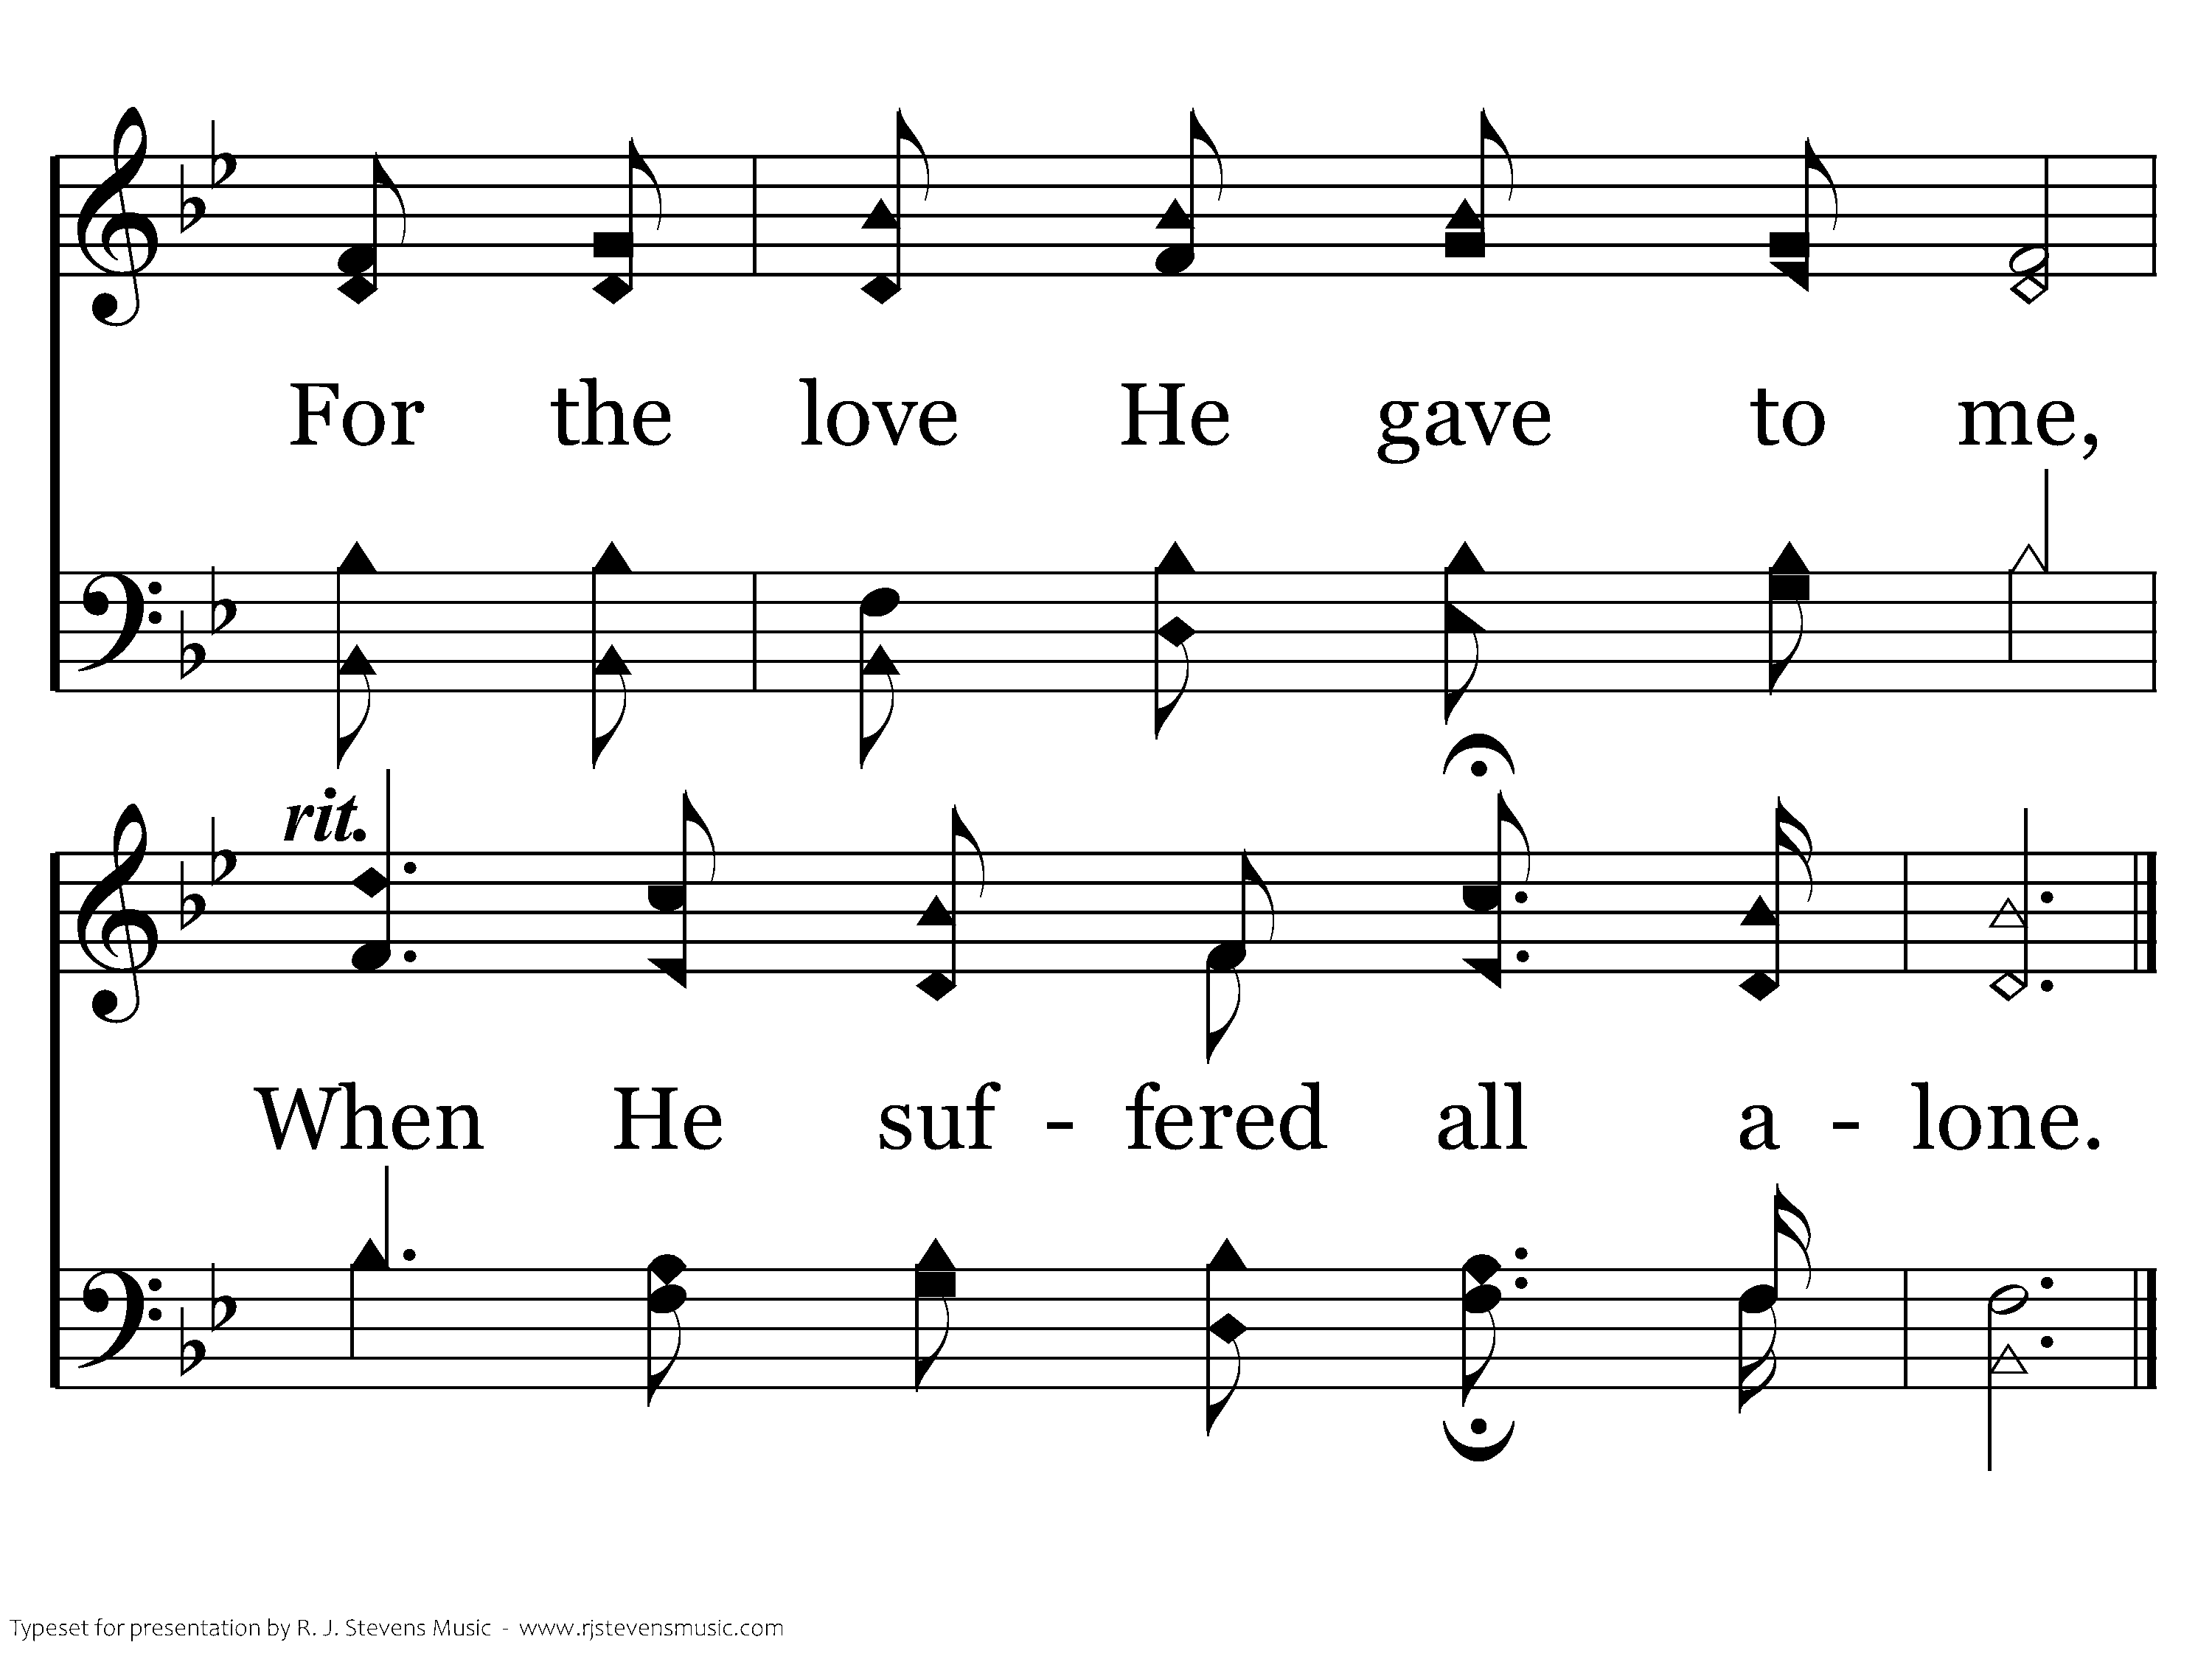 For the love He gave to me,
rit.
When He suf - fered all a - lone.
Typeset for presentation by R. J. Stevens Music - www.rjstevensmusic.com